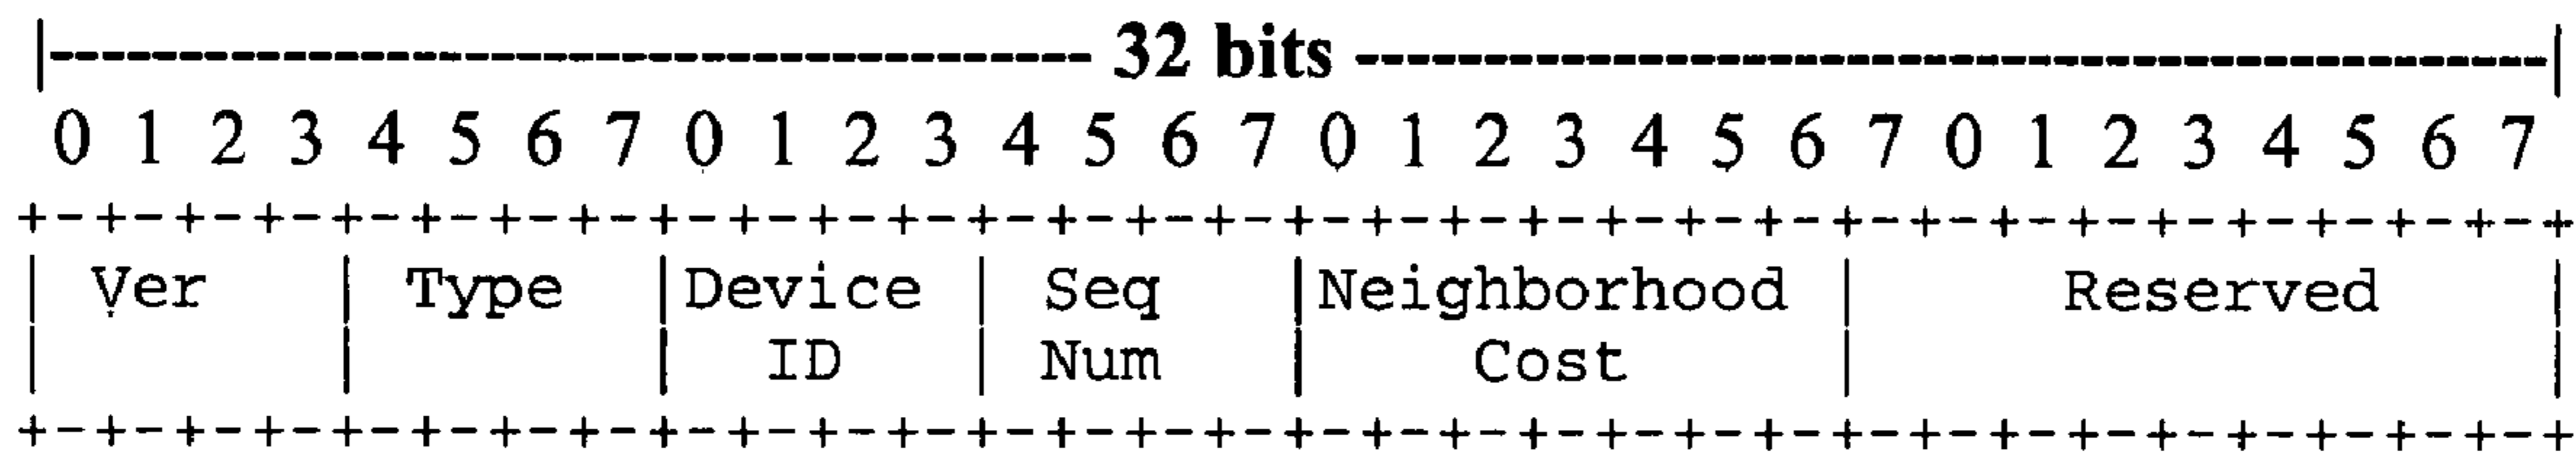 |---------------------------------------- 32 bits ----------------------------------------------|
0 1 2 3 4 5 6 7 0 1 2 3 4 5 6 7 0 1 2 3 4 5 6 7 0 1 2 3 4 5 6 7
+-+-+-+-+-+-+-+-+-+-+-+-+-+-+-+-+-+-+-+-+-+-+-+-+-+-+-+-+-+-+-+-+
| Ver | Type |Device | Seq |Neighborhood | Reserved |
| | | ID | Num | Cost | |
+-+-+-+-+-+-+-+-+-+-+-+-+-+-+-+-+-+-+-+-+-+-+-+-+-+-+-+-+-+-+-+-+